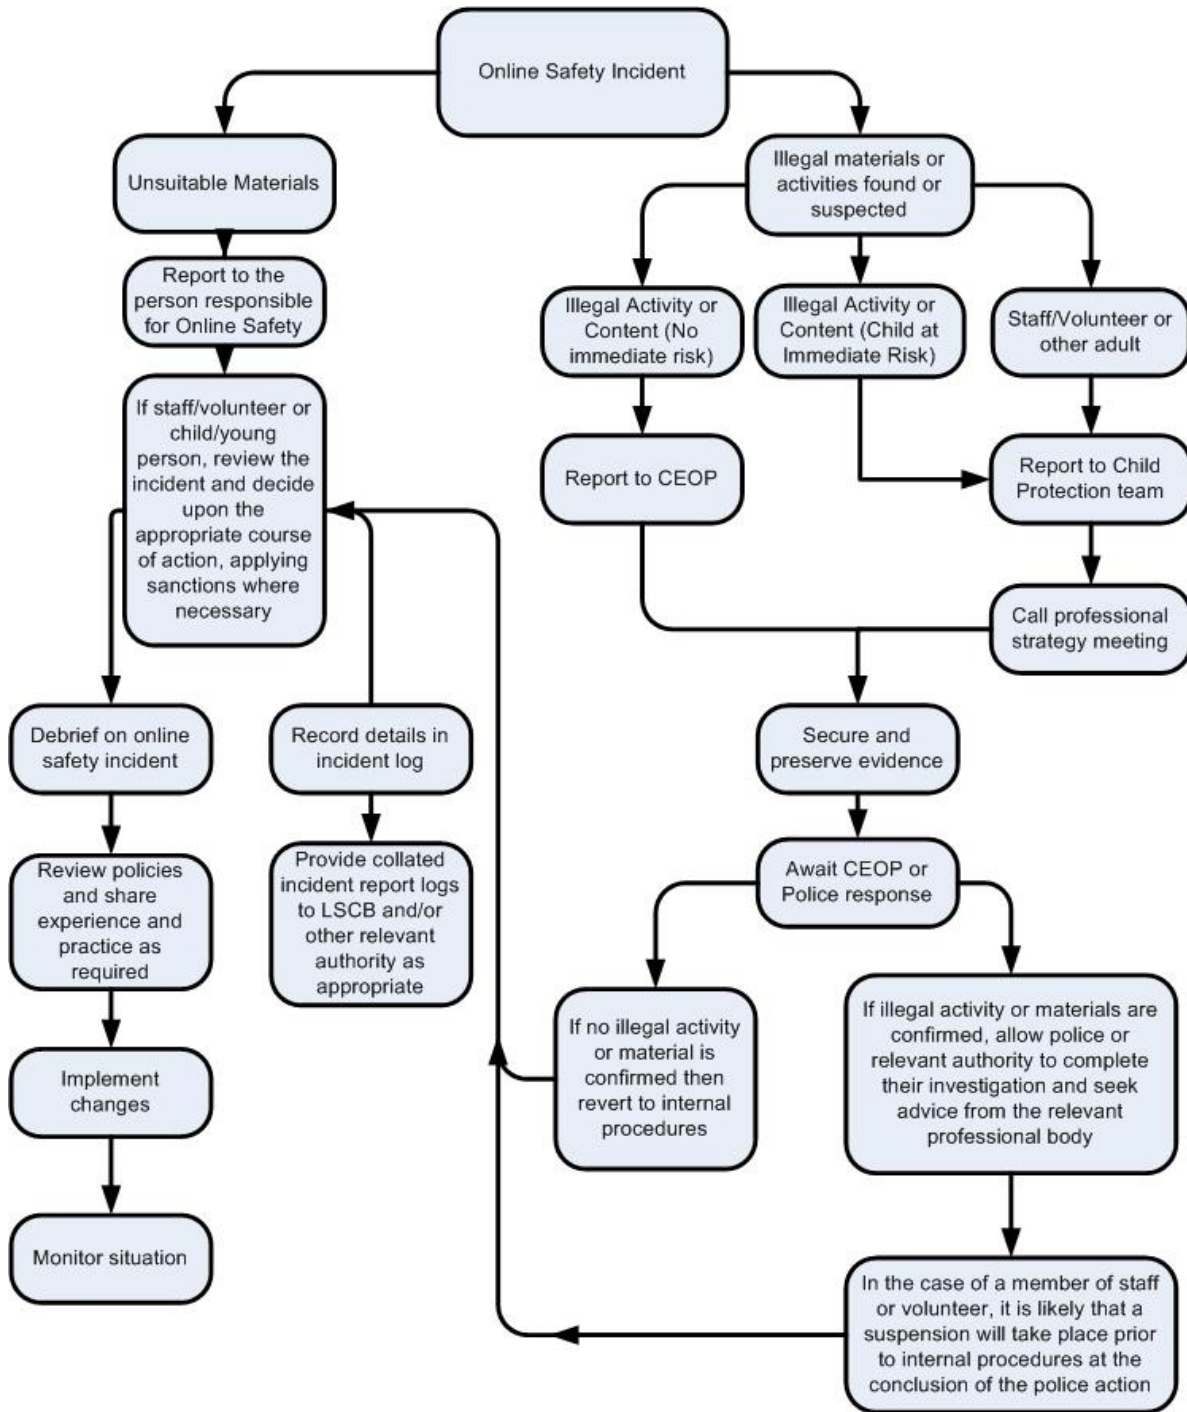 Online Safety Incident
Unsuitable Materials
Report to the
person responsible
for Online Safety
If staff/volunteer or
child/young
person, review the
incident and decide
upon the
appropriate course
of action, applying
sanctions where
necessary
Debrief on online
safety incident
Review policies
and share
experience and
practice as
required
Implement
changes
Monitor situation
Record details in
incident log
Provide collated
incident report logs
to LSCB and/or
other relevant
authority as
appropriate
Illegal materials or
activities found or
suspected
Illegal Activity or
Content (No
immediate risk)
Report to CEOP
Illegal Activity or
Content (Child at
Immediate Risk)
Staff/Volunteer or
other adult
Report to Child
Protection team
Call professional
strategy meeting
Secure and
preserve evidence
Await CEOP or
Police response
If no illegal activity
or material is
confirmed then
revert to internal
procedures
If illegal activity or materials are
confirmed, allow police or
relevant authority to complete
their investigation and seek
advice from the relevant
professional body
In the case of a member of staff
or volunteer, it is likely that a
suspension will take place prior
to internal procedures at the
conclusion of the police action